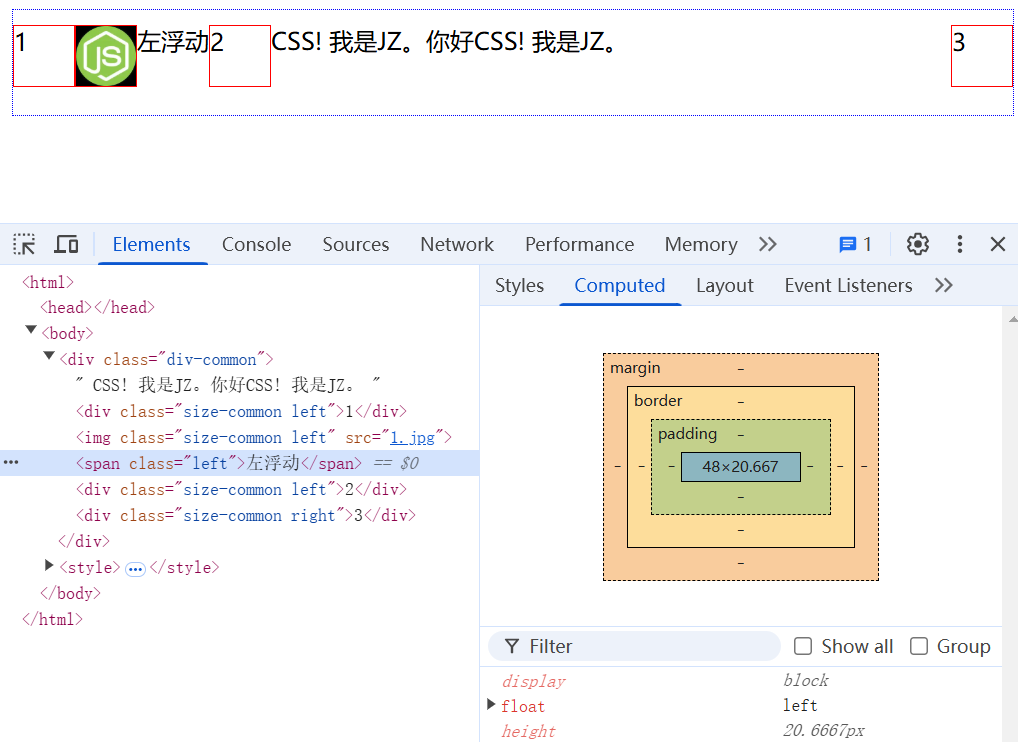 1 JS 左浮动 2 CSS! 我是JZ。你好CSS! 我是JZ。 3
Elements Console Sources Network Performance Memory 1
<html>
<head></head>
<body>
<div class="div-common">
" CSS! 我是JZ。你好CSS! 我是JZ。 "
<div class="size-common left">1</div>
<img class="size-common left" src="1.jpg">
<span class="left">左浮动</span> == $0
<div class="size-common left">2</div>
<div class="size-common right">3</div>
</div>
<style>…</style>
</body>
</html>
Styles Computed Layout Event Listeners
margin -
border -
padding -
- - - 48×20.667 - - -
-
-
-
Filter Show all Group
display block
float left
height 20.6667px